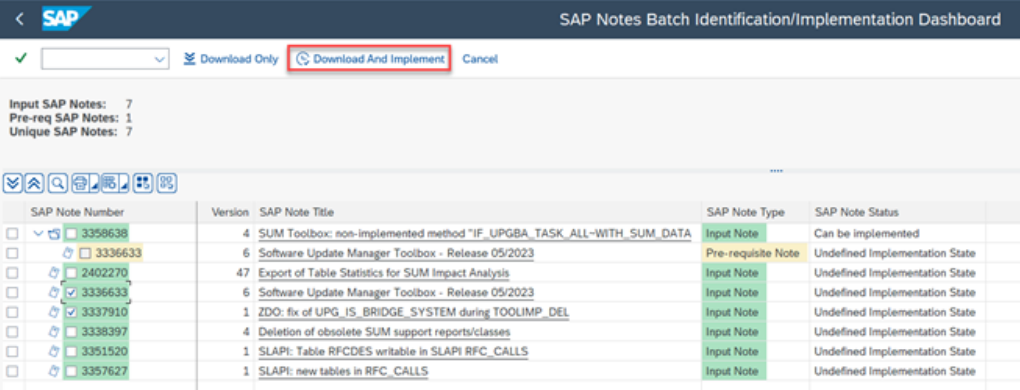 SAP SAP Notes Batch Identification/Implementation Dashboard
Download Only Download And Implement Cancel
Input SAP Notes: 7
Pre-req SAP Notes: 1
Unique SAP Notes: 7
SAP Note Number Version SAP Note Title SAP Note Type SAP Note Status
3358638 4 SUM Toolbox: non-implemented method "IF_UPGBA_TASK_ALL~WITH_SUM_DATA Input Note Can be implemented
3336633 6 Software Update Manager Toolbox - Release 05/2023 Pre-requisite Note Undefined Implementation State
2402270 47 Export of Table Statistics for SUM Impact Analysis Input Note Undefined Implementation State
3336633 6 Software Update Manager Toolbox - Release 05/2023 Input Note Undefined Implementation State
3337910 1 ZDO: fix of UPG_IS_BRIDGE_SYSTEM during TOOLIMP_DEL Input Note Undefined Implementation State
3338397 4 Deletion of obsolete SUM support reports/classes Input Note Undefined Implementation State
3351520 1 SLAPI: Table RFCDES writable in SLAPI RFC_CALLS Input Note Undefined Implementation State
3357627 1 SLAPI: new tables in RFC_CALLS Input Note Undefined Implementation State